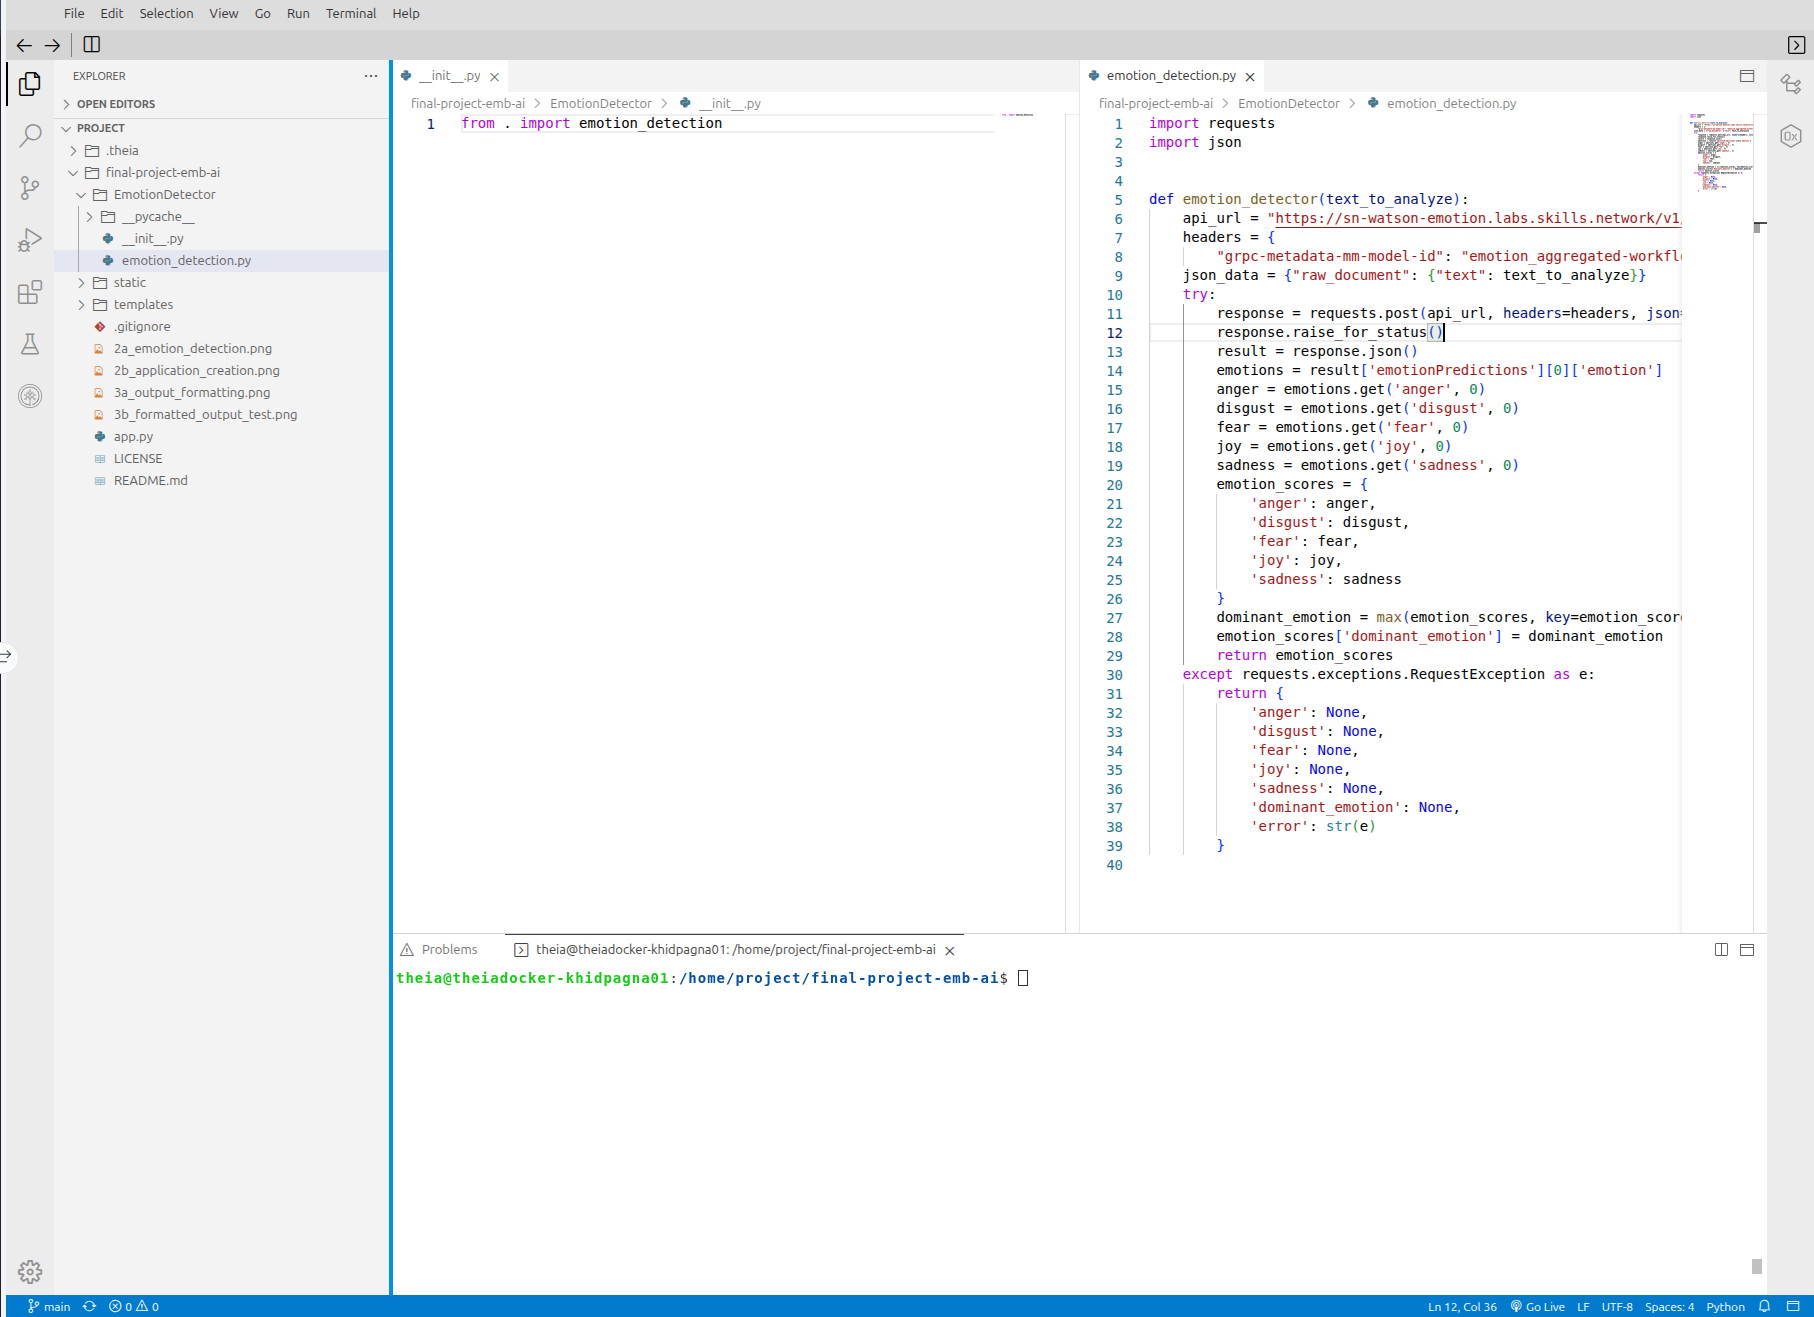 File Edit Selection View Go Run Terminal Help
EXPLORER
OPEN EDITORS
PROJECT
.theia
final-project-emb-ai
EmotionDetector
__pycache__
__init__.py
emotion_detection.py
static
templates
.gitignore
2a_emotion_detection.png
2b_application_creation.png
3a_output_formatting.png
3b_formatted_output_test.png
app.py
LICENSE
README.md
__init__.py
final-project-emb-ai > EmotionDetector > __init__.py
1 from . import emotion_detection
emotion_detection.py
final-project-emb-ai > EmotionDetector > emotion_detection.py
1 import requests
2 import json
3
4
5 def emotion_detector(text_to_analyze):
6 api_url = "https://sn-watson-emotion.labs.skills.network/v1/
7 headers = {
8 "grpc-metadata-mm-model-id": "emotion_aggregated-workflo
9 json_data = {"raw_document": {"text": text_to_analyze}}
10 try:
11 response = requests.post(api_url, headers=headers, json=
12 response.raise_for_status()
13 result = response.json()
14 emotions = result['emotionPredictions'][0]['emotion']
15 anger = emotions.get('anger', 0)
16 disgust = emotions.get('disgust', 0)
17 fear = emotions.get('fear', 0)
18 joy = emotions.get('joy', 0)
19 sadness = emotions.get('sadness', 0)
20 emotion_scores = {
21 'anger': anger,
22 'disgust': disgust,
23 'fear': fear,
24 'joy': joy,
25 'sadness': sadness
26 }
27 dominant_emotion = max(emotion_scores, key=emotion_scor
28 emotion_scores['dominant_emotion'] = dominant_emotion
29 return emotion_scores
30 except requests.exceptions.RequestException as e:
31 return {
32 'anger': None,
33 'disgust': None,
34 'fear': None,
35 'joy': None,
36 'sadness': None,
37 'dominant_emotion': None,
38 'error': str(e)
39 }
40
Problems
theia@theiadocker-khidpagna01: /home/project/final-project-emb-ai
theia@theiadocker-khidpagna01:/home/project/final-project-emb-ai$
main 0 0
Ln 12, Col 36 Go Live LF UTF-8 Spaces: 4 Python